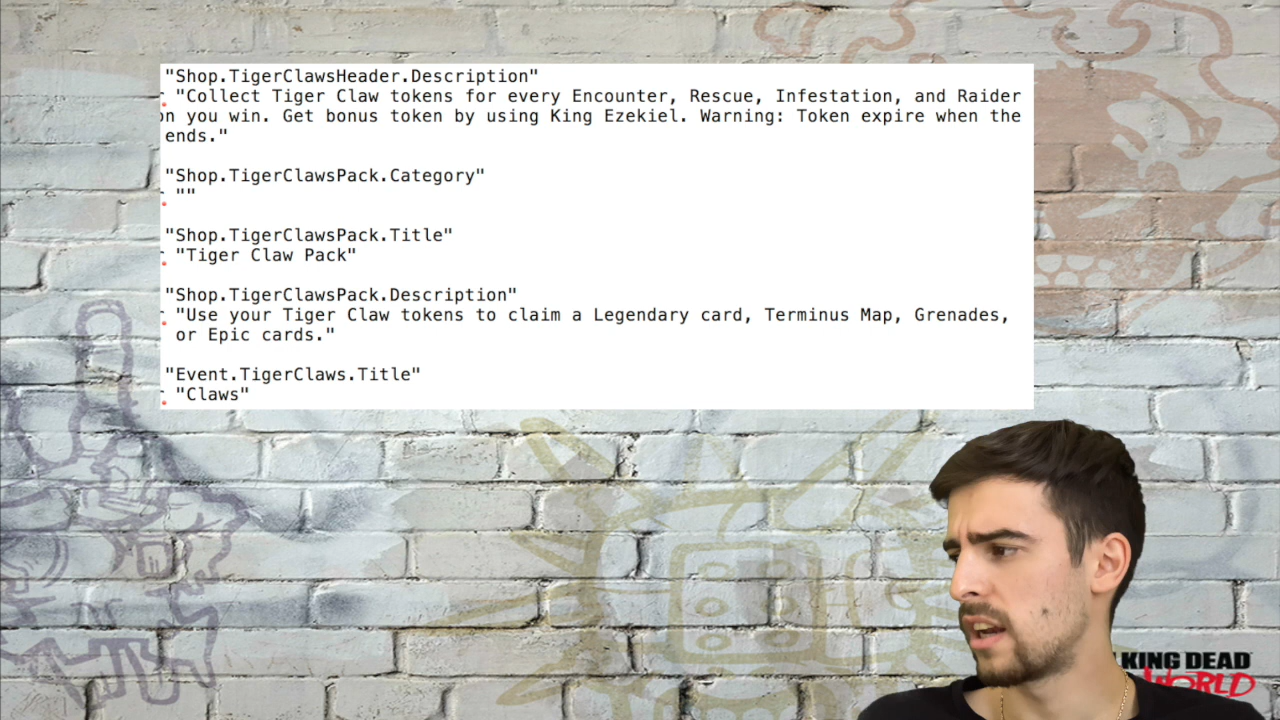 "Shop.TigerClawsHeader.Description"
"Collect Tiger Claw tokens for every Encounter, Rescue, Infestation, and Raider
you win. Get bonus token by using King Ezekiel. Warning: Token expire when the
ends."
"Shop.TigerClawsPack.Category"
""
"Shop.TigerClawsPack.Title"
"Tiger Claw Pack"
"Shop.TigerClawsPack.Description"
"Use your Tiger Claw tokens to claim a Legendary card, Terminus Map, Grenades,
or Epic cards."
"Event.TigerClaws.Title"
"Claws"
KING DEAD
WORLD